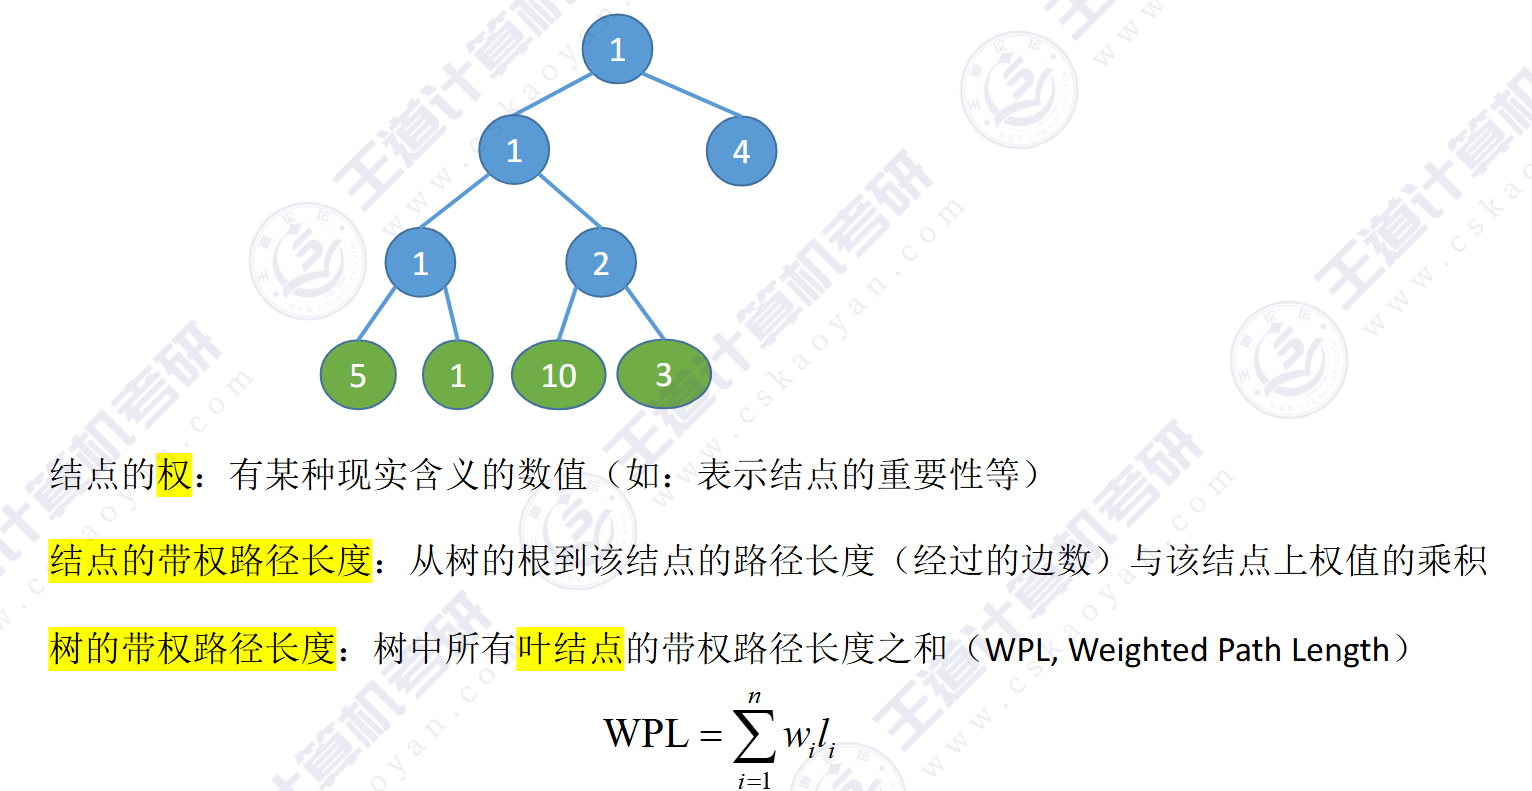 1
1 4
1 2
5 1 10 3
结点的权：有某种现实含义的数值（如：表示结点的重要性等）
结点的带权路径长度：从树的根到该结点的路径长度（经过的边数）与该结点上权值的乘积
树的带权路径长度：树中所有叶结点的带权路径长度之和（WPL, Weighted Path Length）
WPL = ∑_{i=1}^{n} w_i l_i
王道计算机考研
www.cskaoyan.com